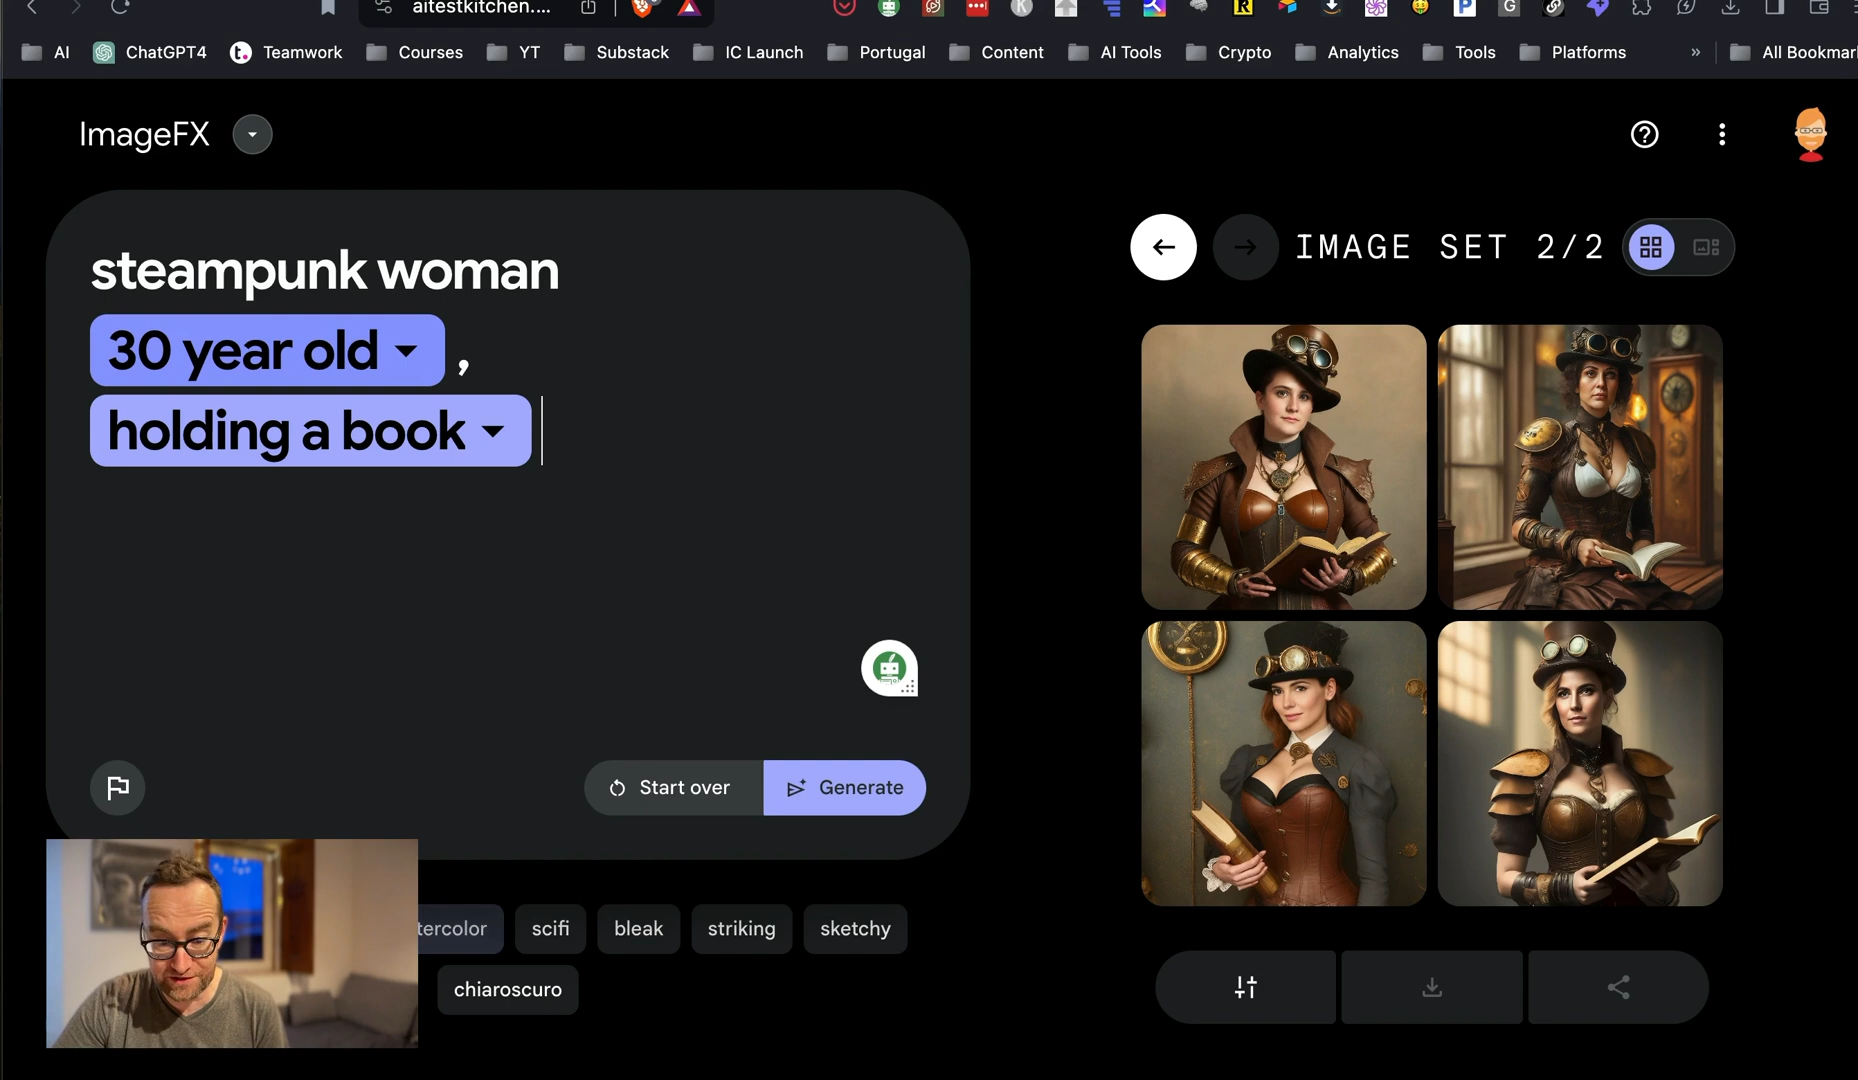 aitestkitchen....
AI ChatGPT4 Teamwork Courses YT Substack IC Launch Portugal Content AI Tools Crypto Analytics Tools Platforms » All Bookmar
ImageFX
steampunk woman
30 year old ,
holding a book
Start over Generate
IMAGE SET 2/2
tercolor scifi bleak striking sketchy
chiaroscuro